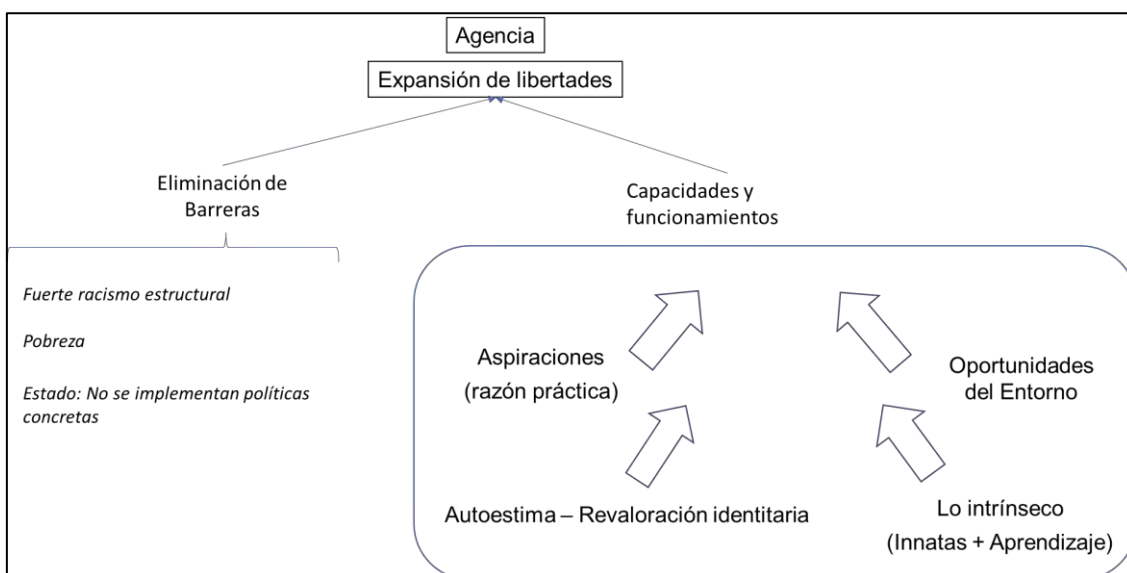 Agencia
Expansión de libertades
Eliminación de
Barreras
Fuerte racismo estructural
Pobreza
Estado: No se implementan políticas
concretas
Capacidades y
funcionamientos
Aspiraciones
(razón práctica)
Oportunidades
del Entorno
Autoestima – Revaloración identitaria
Lo intrínseco
(Innatas + Aprendizaje)